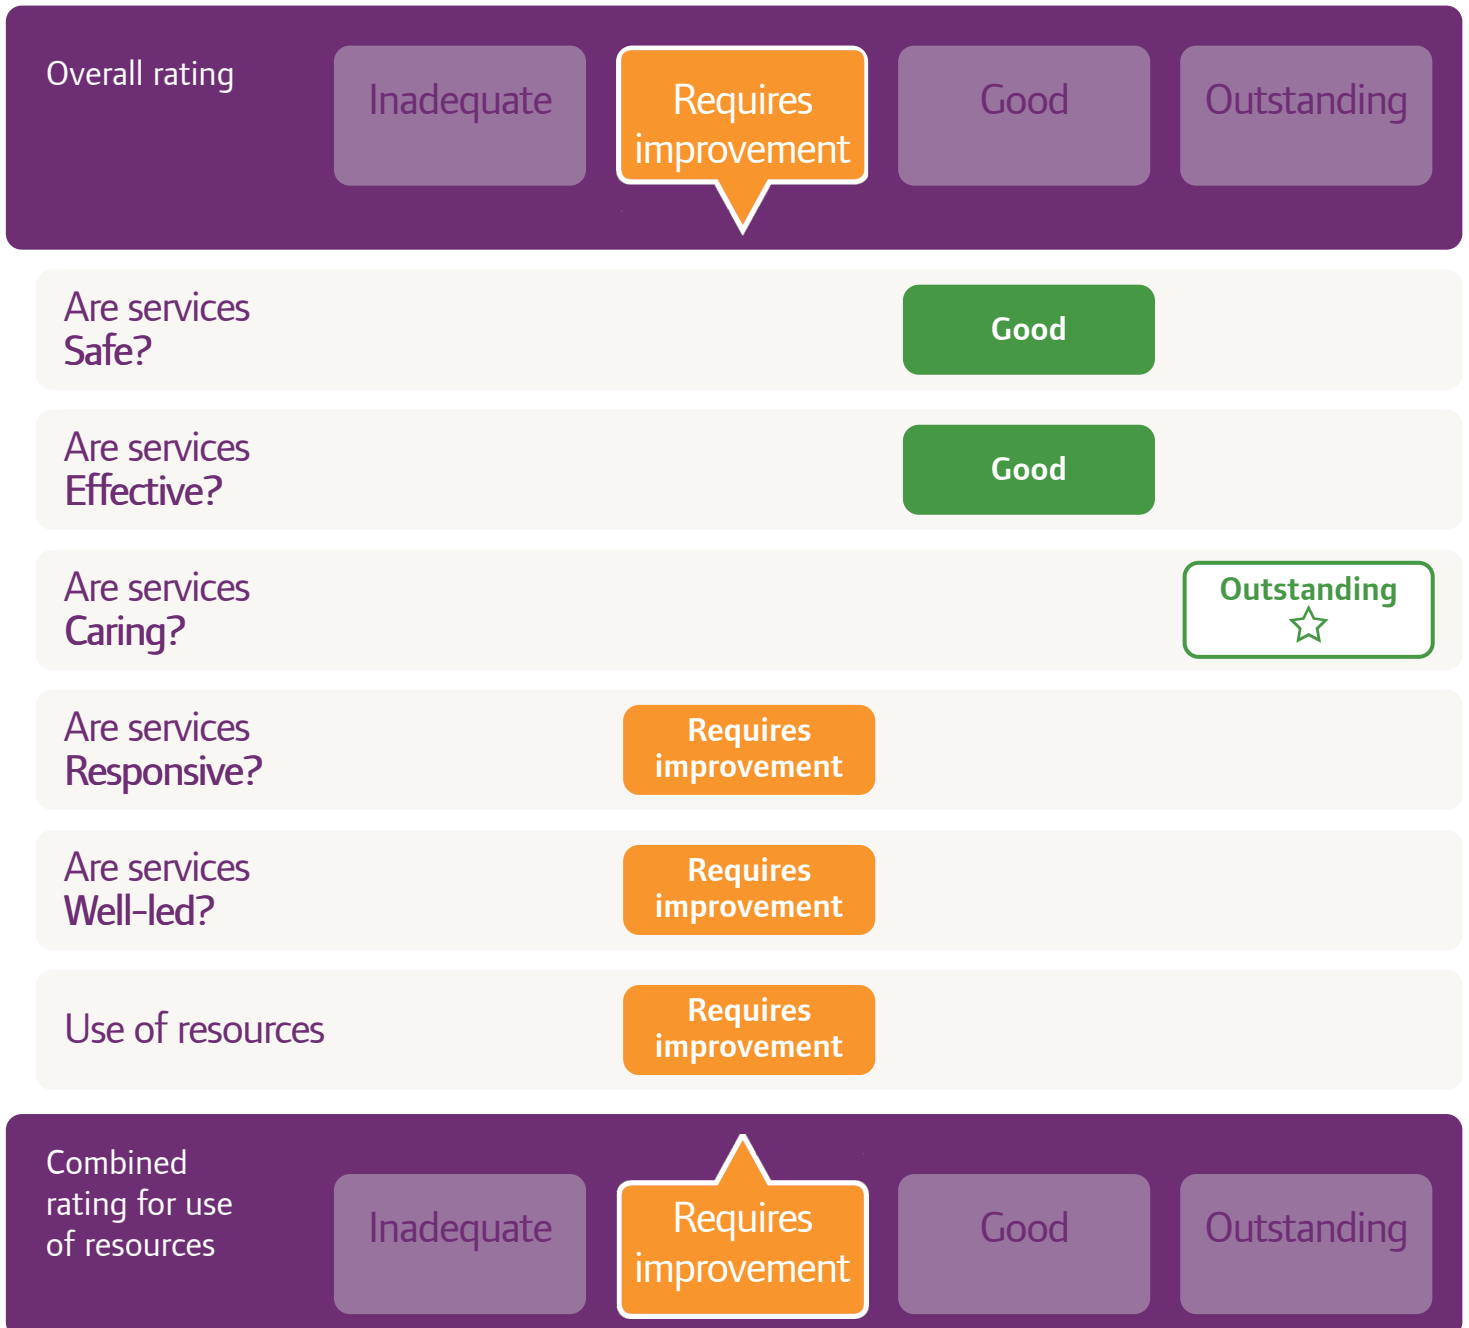 Overall rating
Inadequate
Requires
improvement
Good
Outstanding
Are services
Safe?
Good
Are services
Effective?
Good
Are services
Caring?
Outstanding
Are services
Responsive?
Requires
improvement
Are services
Well-led?
Requires
improvement
Use of resources
Requires
improvement
Combined
rating for use
of resources
Inadequate
Requires
improvement
Good
Outstanding